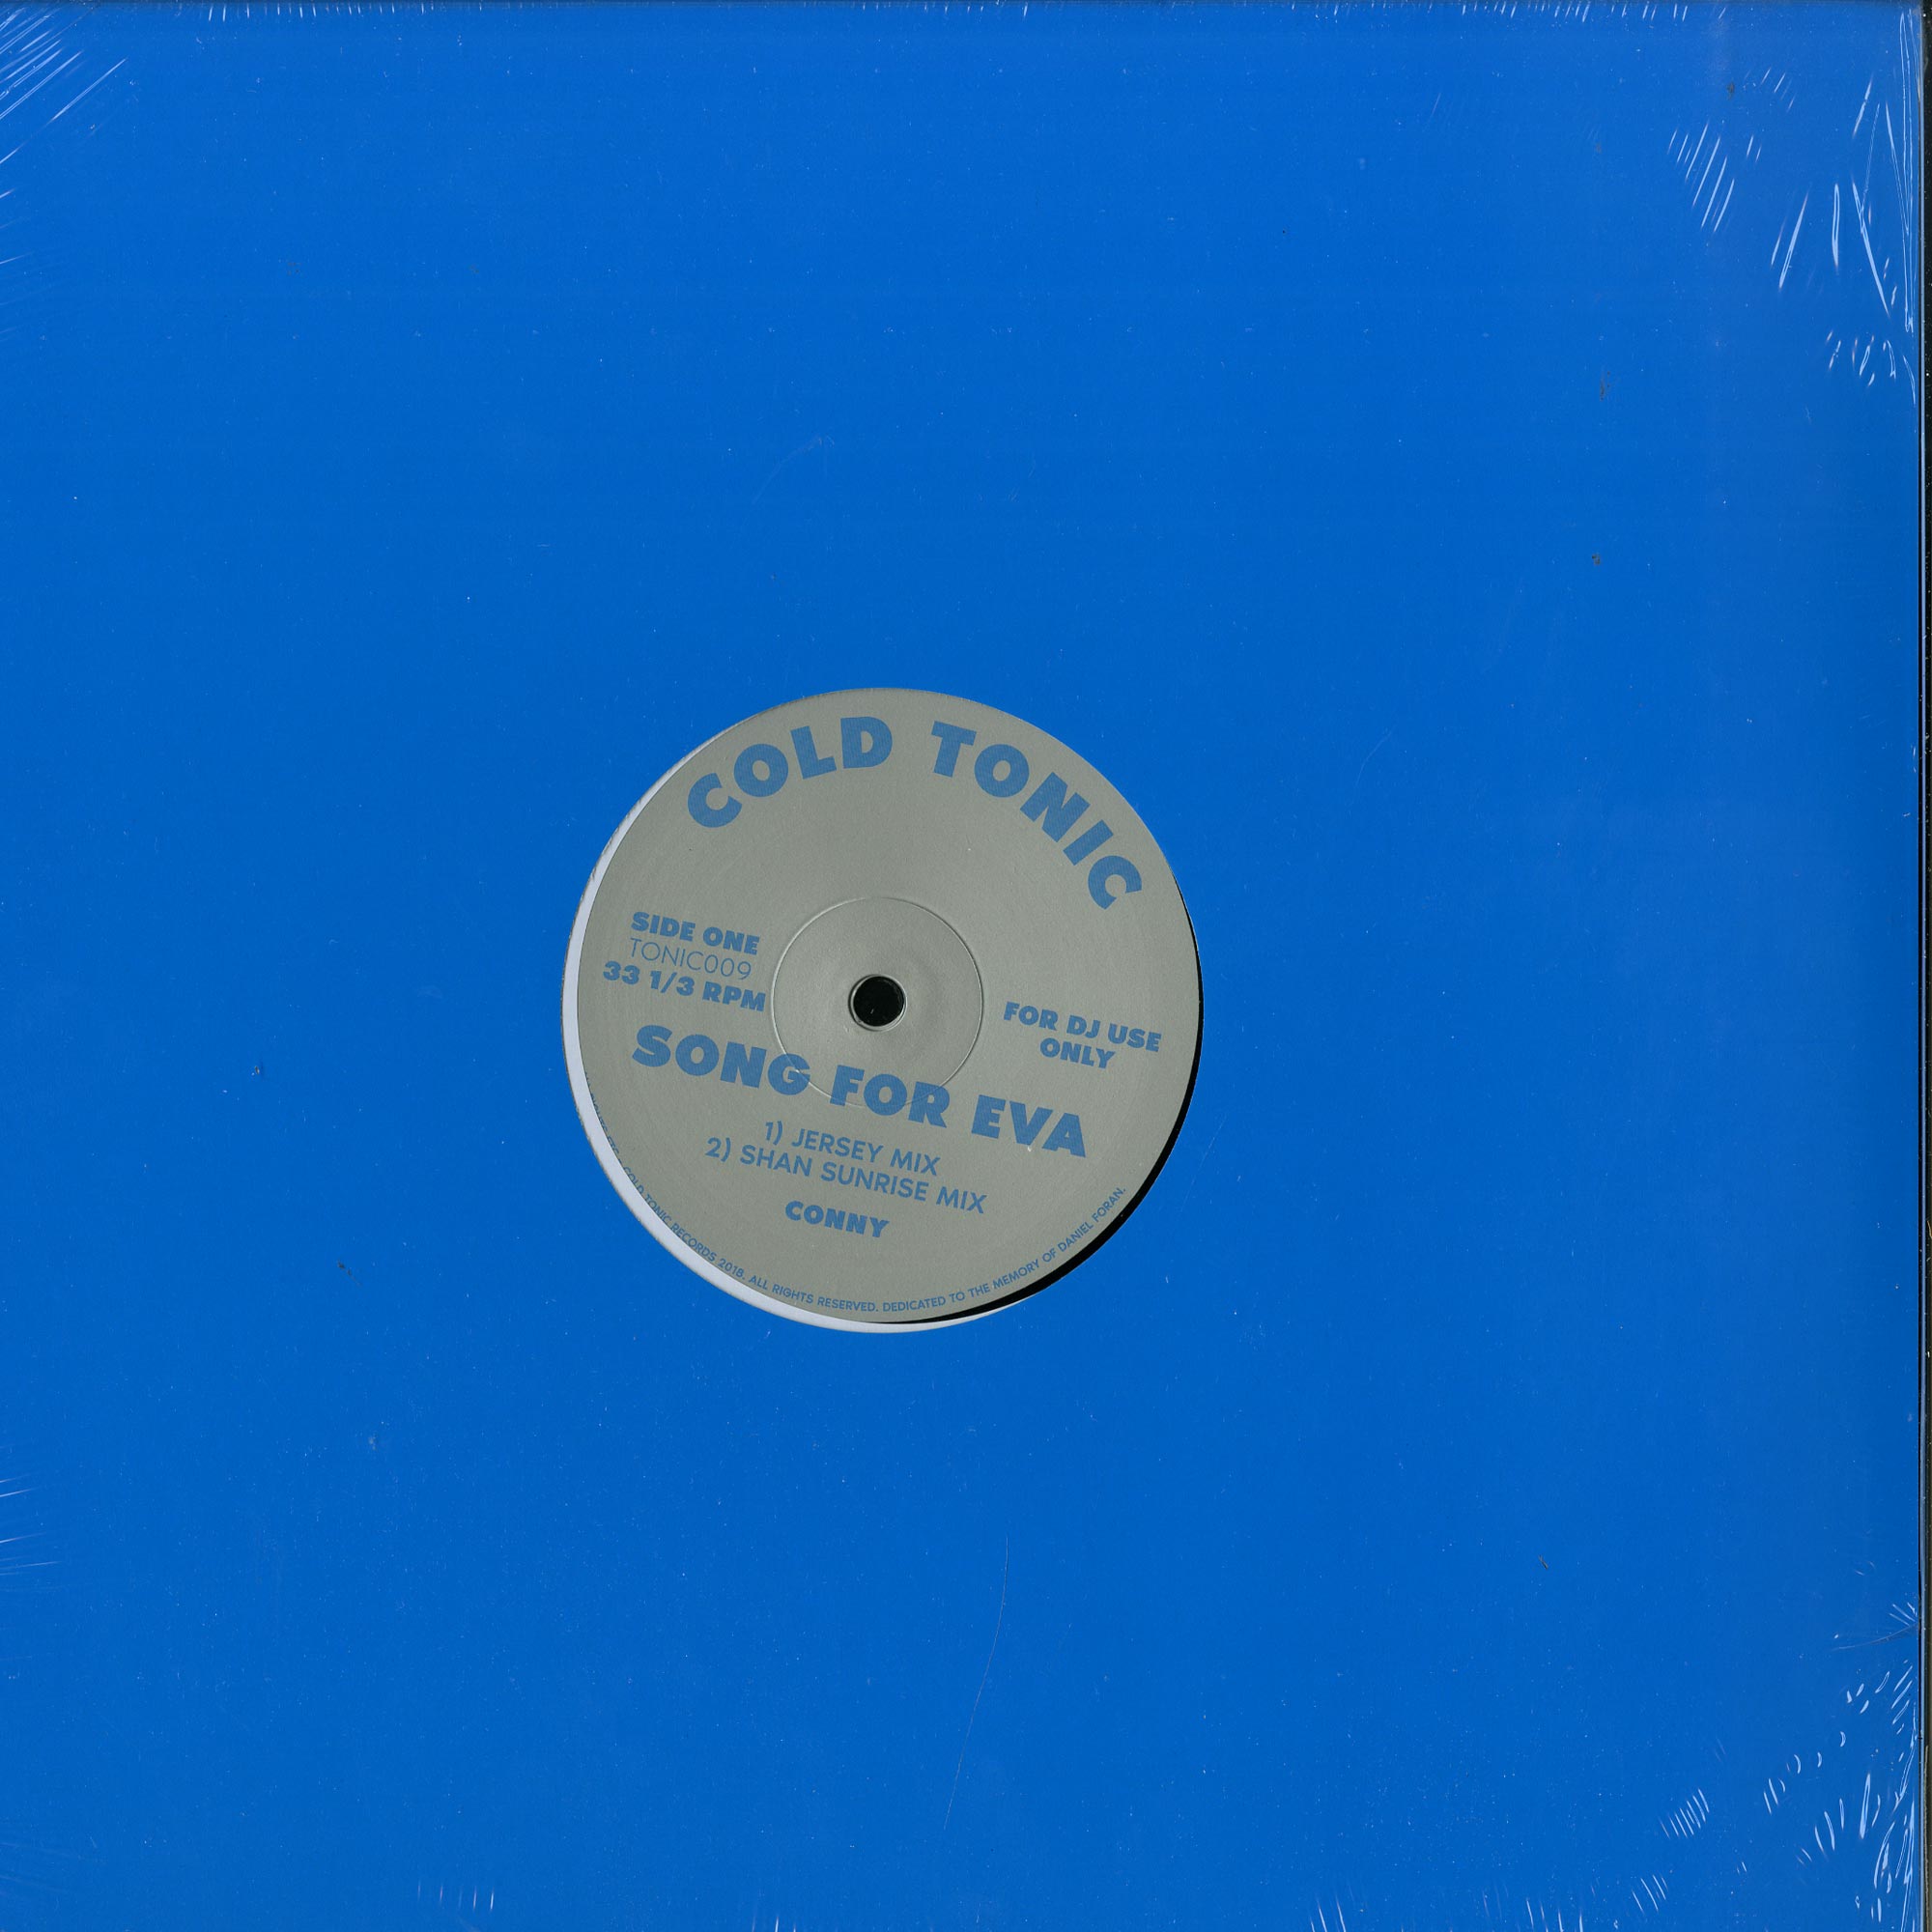 COLD TONIC
SIDE ONE
TONIC009
33 1/3 RPM
FOR DJ USE
ONLY
SONG FOR EVA
1) JERSEY MIX
2) SHAN SUNRISE MIX
CONNY
COLD TONIC RECORDS 2018. ALL RIGHTS RESERVED. DEDICATED TO THE MEMORY OF DANIEL FORAN.